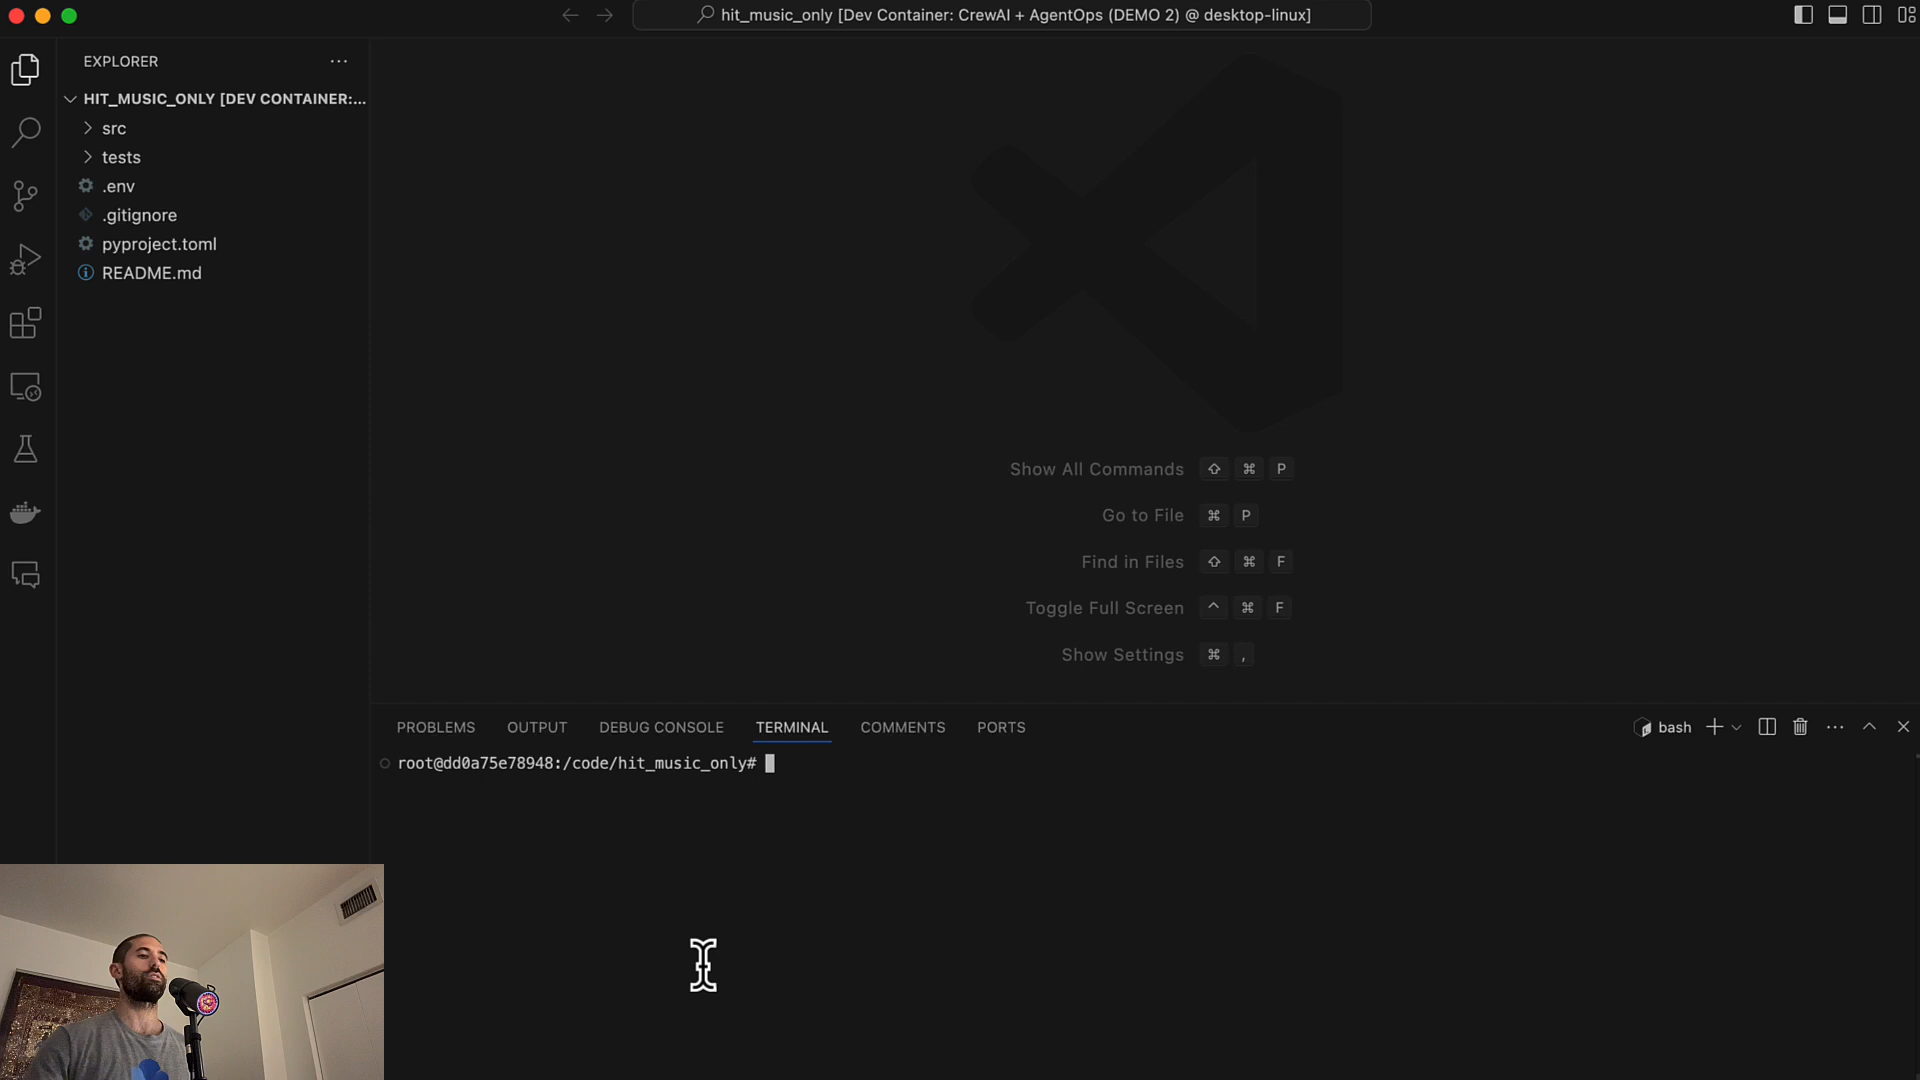 hit_music_only [Dev Container: CrewAI + AgentOps (DEMO 2) @ desktop-linux]
EXPLORER
HIT_MUSIC_ONLY [DEV CONTAINER:...
src
tests
.env
.gitignore
pyproject.toml
README.md
Show All Commands ⇧ ⌘ P
Go to File ⌘ P
Find in Files ⇧ ⌘ F
Toggle Full Screen ^ ⌘ F
Show Settings ⌘ ,
PROBLEMS OUTPUT DEBUG CONSOLE TERMINAL COMMENTS PORTS bash
root@dd0a75e78948:/code/hit_music_only#